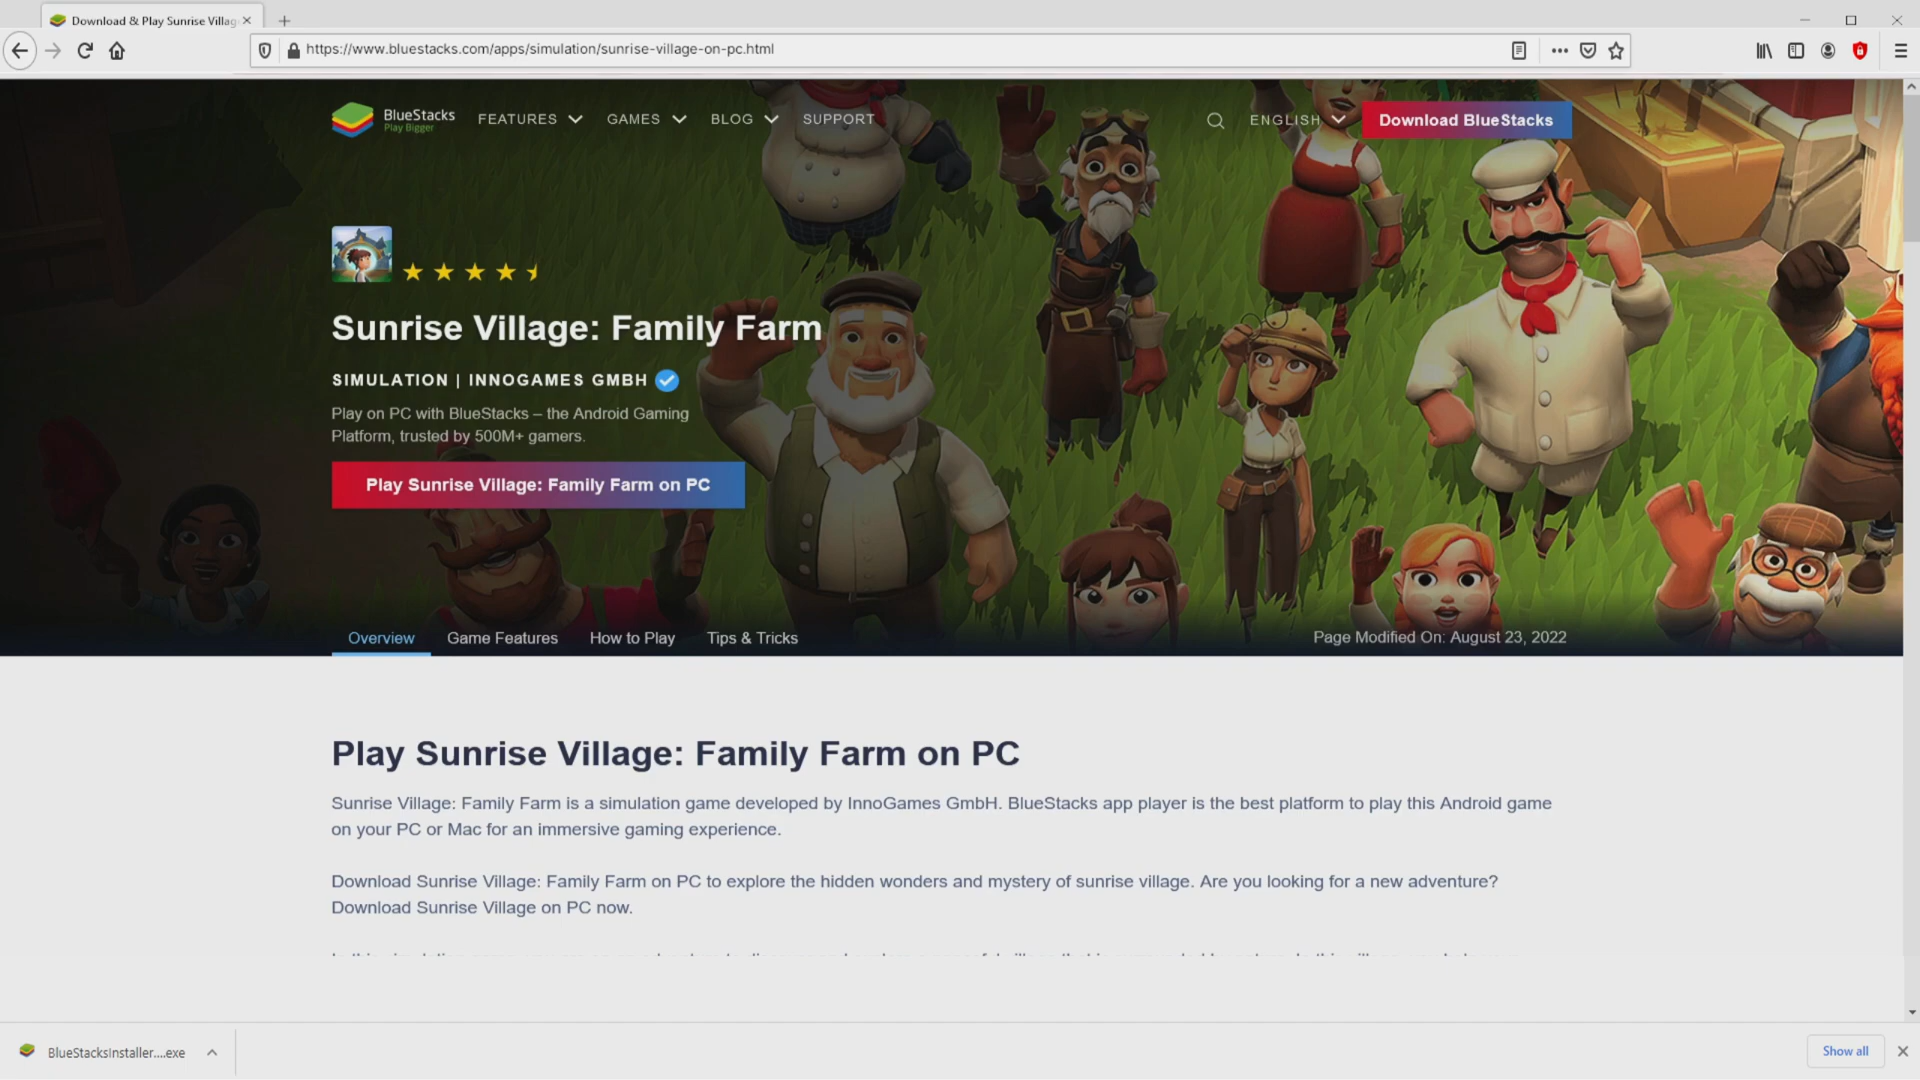 Download & Play Sunrise Villag
https://www.bluestacks.com/apps/simulation/sunrise-village-on-pc.html
BlueStacks
Play Bigger
FEATURES
GAMES
BLOG
SUPPORT
ENGLISH
Download BlueStacks
Sunrise Village: Family Farm
SIMULATION | INNOGAMES GMBH
Play on PC with BlueStacks – the Android Gaming
Platform, trusted by 500M+ gamers.
Play Sunrise Village: Family Farm on PC
Overview
Game Features
How to Play
Tips & Tricks
Page Modified On: August 23, 2022
Play Sunrise Village: Family Farm on PC
Sunrise Village: Family Farm is a simulation game developed by InnoGames GmbH. BlueStacks app player is the best platform to play this Android game
on your PC or Mac for an immersive gaming experience.
Download Sunrise Village: Family Farm on PC to explore the hidden wonders and mystery of sunrise village. Are you looking for a new adventure?
Download Sunrise Village on PC now.
BlueStacksInstaller....exe
Show all